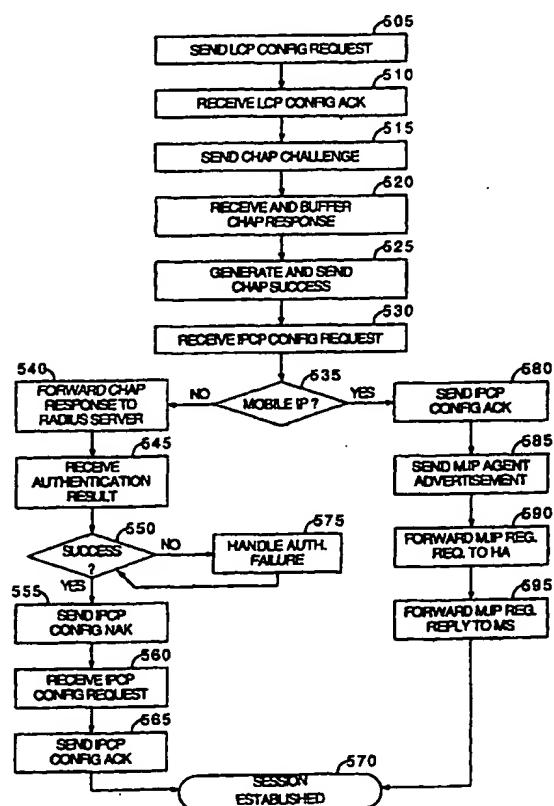 505
SEND LCP CONFIG REQUEST
510
RECEIVE LCP CONFIG ACK
515
SEND CHAP CHALLENGE
520
RECEIVE AND BUFFER
CHAP RESPONSE
525
GENERATE AND SEND
CHAP SUCCESS
530
RECEIVE IPCP CONFIG REQUEST
535
MOBILE IP ?
NO
YES
540
FORWARD CHAP
RESPONSE TO
RADIUS SERVER
545
RECEIVE
AUTHENTICATION
RESULT
550
SUCCESS
?
NO
YES
575
HANDLE AUTH.
FAILURE
555
SEND IPCP
CONFIG NAK
560
RECEIVE IPCP
CONFIG REQUEST
565
SEND IPCP
CONFIG ACK
580
SEND IPCP
CONFIG ACK
585
SEND MJP AGENT
ADVERTISEMENT
590
FORWARD MJP REG.
REQ. TO HA
595
FORWARD MJP REG.
REPLY TO MS
570
SESSION
ESTABLISHED